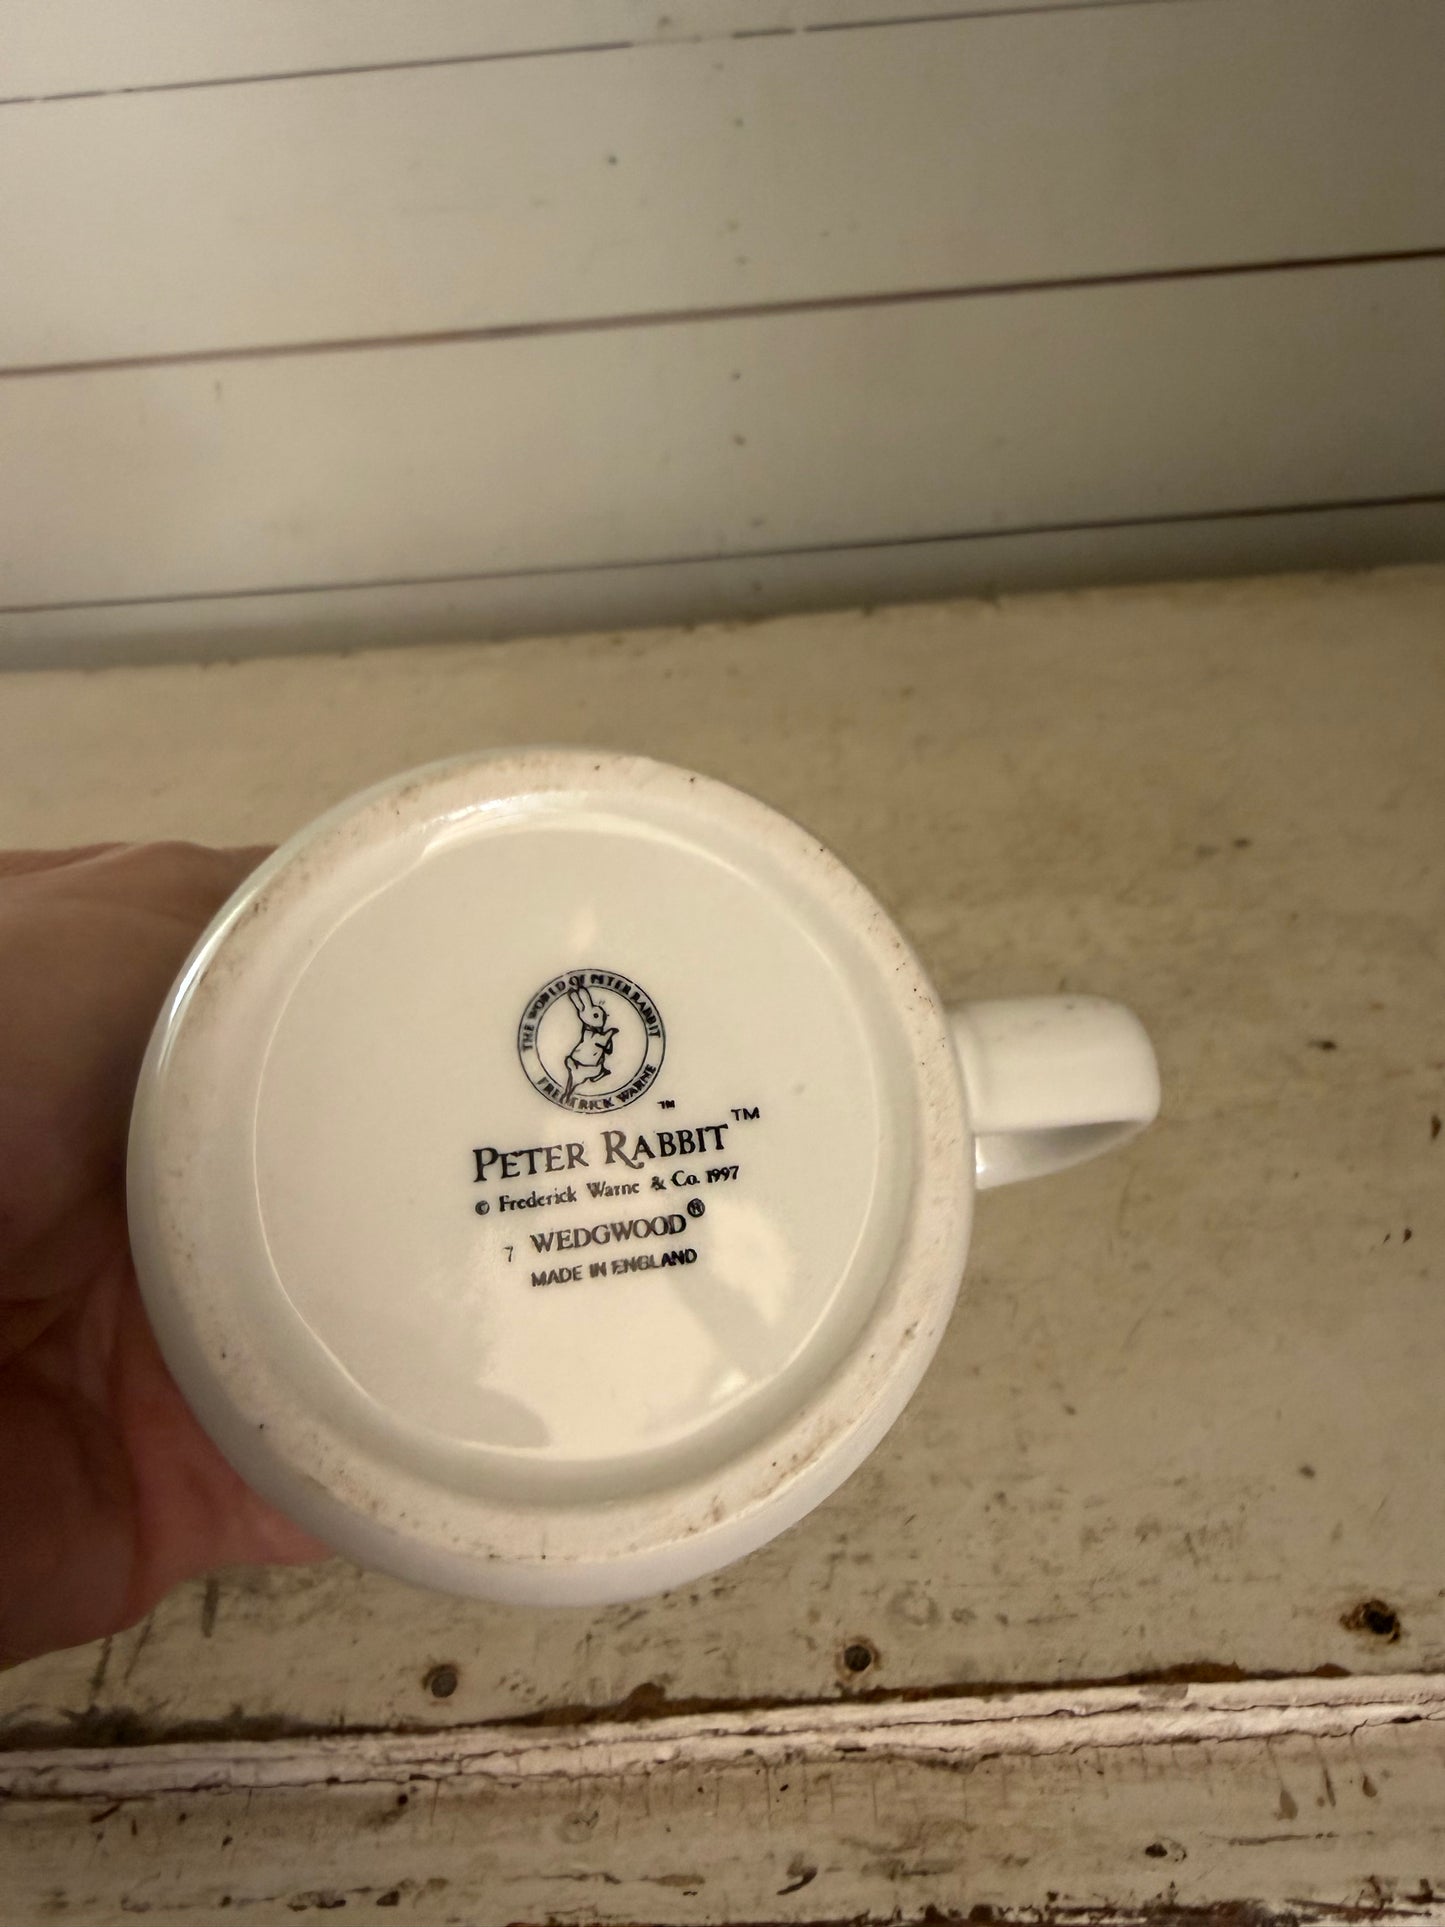 THE WORLD OF PETER RABBIT
FREDERICK WARNE
™
PETER RABBIT™
© Frederick Warne & Co. 1997
7 WEDGWOOD®
MADE IN ENGLAND